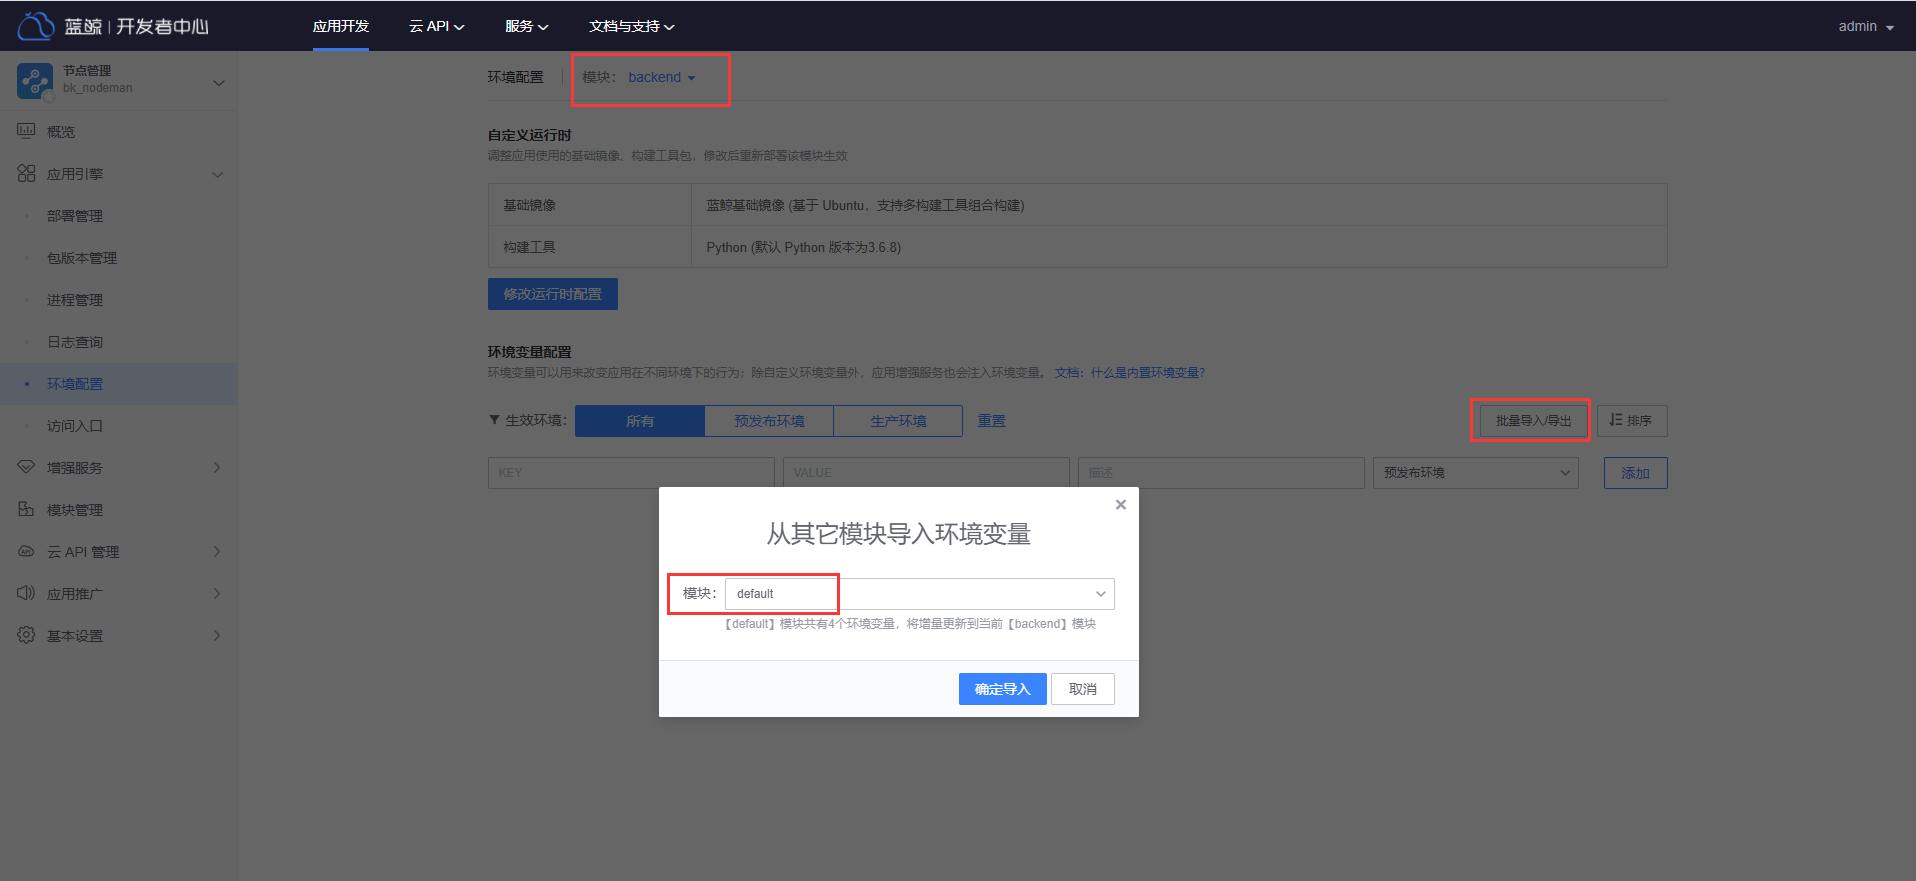 蓝鲸 | 开发者中心
应用开发
云 API
服务
文档与支持
admin
节点管理
bk_nodeman
概览
应用引擎
部署管理
包版本管理
进程管理
日志查询
环境配置
访问入口
增强服务
模块管理
云 API 管理
应用推广
基本设置
环境配置
模块： backend
自定义运行时
调整应用使用的基础镜像、构建工具包，修改后重新部署该模块生效
基础镜像
蓝鲸基础镜像 (基于 Ubuntu，支持多构建工具组合构建)
构建工具
Python (默认 Python 版本为3.6.8)
修改运行时配置
环境变量配置
环境变量可以用来改变应用在不同环境下的行为；除自定义环境变量外，应用增强服务也会注入环境变量。 文档：什么是内置环境变量?
生效环境：
所有
预发布环境
生产环境
重置
批量导入/导出
排序
KEY
VALUE
描述
预发布环境
添加
从其它模块导入环境变量
模块： default
【default】模块共有4个环境变量，将增量更新到当前【backend】模块
确定导入
取消